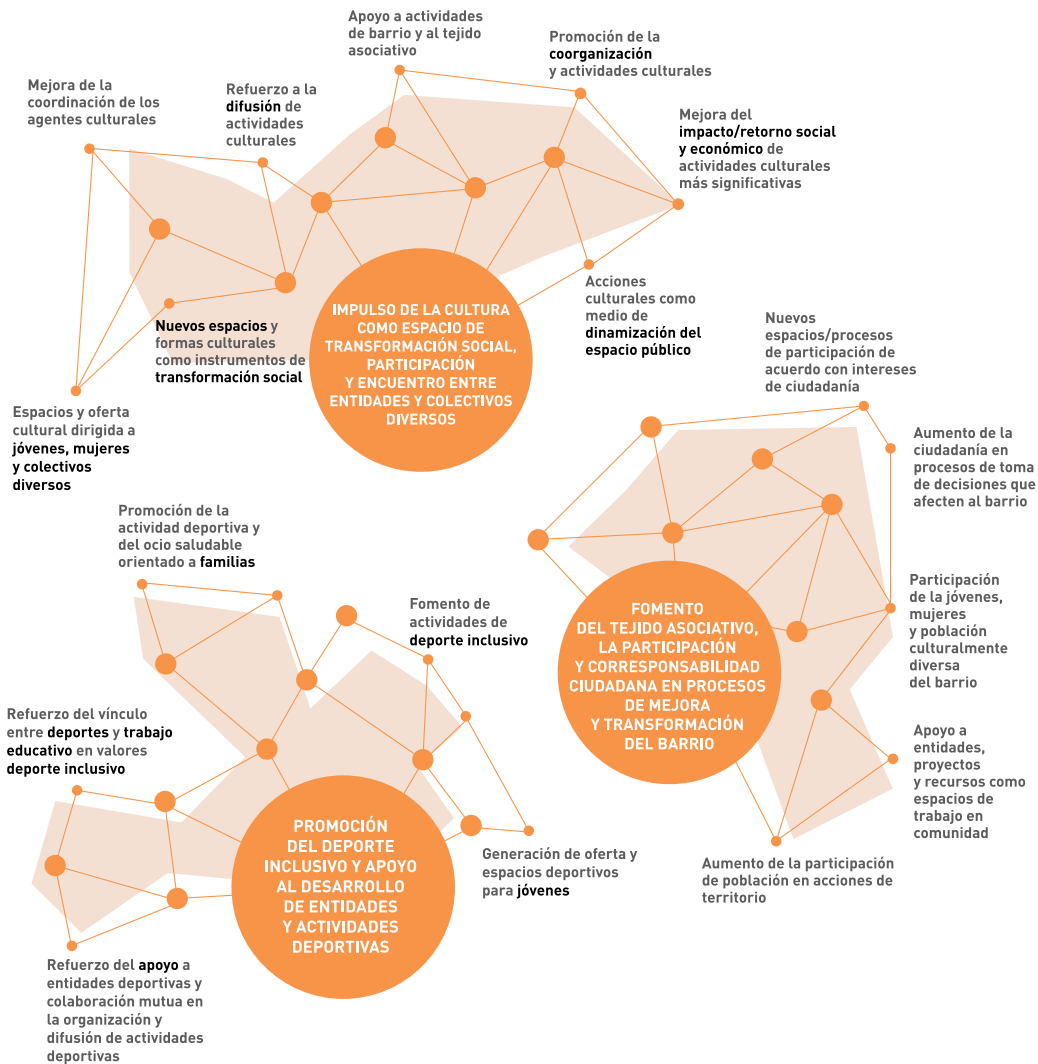 Apoyo a actividades
de barrio y al tejido
asociativo
Promoción de la
coorganización
y actividades culturales
Mejora de la
coordinación de los
agentes culturales
Refuerzo a la
difusión de
actividades
culturales
Mejora del
impacto/retorno social
y económico de
actividades culturales
más significativas
Nuevos espacios y
formas culturales
como instrumentos de
transformación social
IMPULSO DE LA CULTURA
COMO ESPACIO DE
TRANSFORMACIÓN SOCIAL,
PARTICIPACIÓN
Y ENCUENTRO ENTRE
ENTIDADES Y COLECTIVOS
DIVERSOS
Acciones
culturales como
medio de
dinamización del
espacio público
Espacios y oferta
cultural dirigida a
jóvenes, mujeres
y colectivos
diversos
Nuevos
espacios/procesos
de participación de
acuerdo con intereses
de ciudadanía
Aumento de la
ciudadanía en
procesos de toma
de decisiones que
afecten al barrio
FOMENTO
DEL TEJIDO ASOCIATIVO,
LA PARTICIPACIÓN
Y CORRESPONSABILIDAD
CIUDADANA EN PROCESOS
DE MEJORA
Y TRANSFORMACIÓN
DEL BARRIO
Participación
de la jóvenes,
mujeres
y población
culturalmente
diversa
del barrio
Apoyo a
entidades,
proyectos
y recursos como
espacios de
trabajo en
comunidad
Aumento de la participación
de población en acciones de
territorio
Promoción de la
actividad deportiva y
del ocio saludable
orientado a familias
Fomento de
actividades de
deporte inclusivo
Refuerzo del vínculo
entre deportes y trabajo
educativo en valores
deporte inclusivo
PROMOCIÓN
DEL DEPORTE
INCLUSIVO Y APOYO
AL DESARROLLO
DE ENTIDADES
Y ACTIVIDADES
DEPORTIVAS
Generación de oferta y
espacios deportivos
para jóvenes
Refuerzo del apoyo a
entidades deportivas y
colaboración mutua en
la organización y
difusión de actividades
deportivas